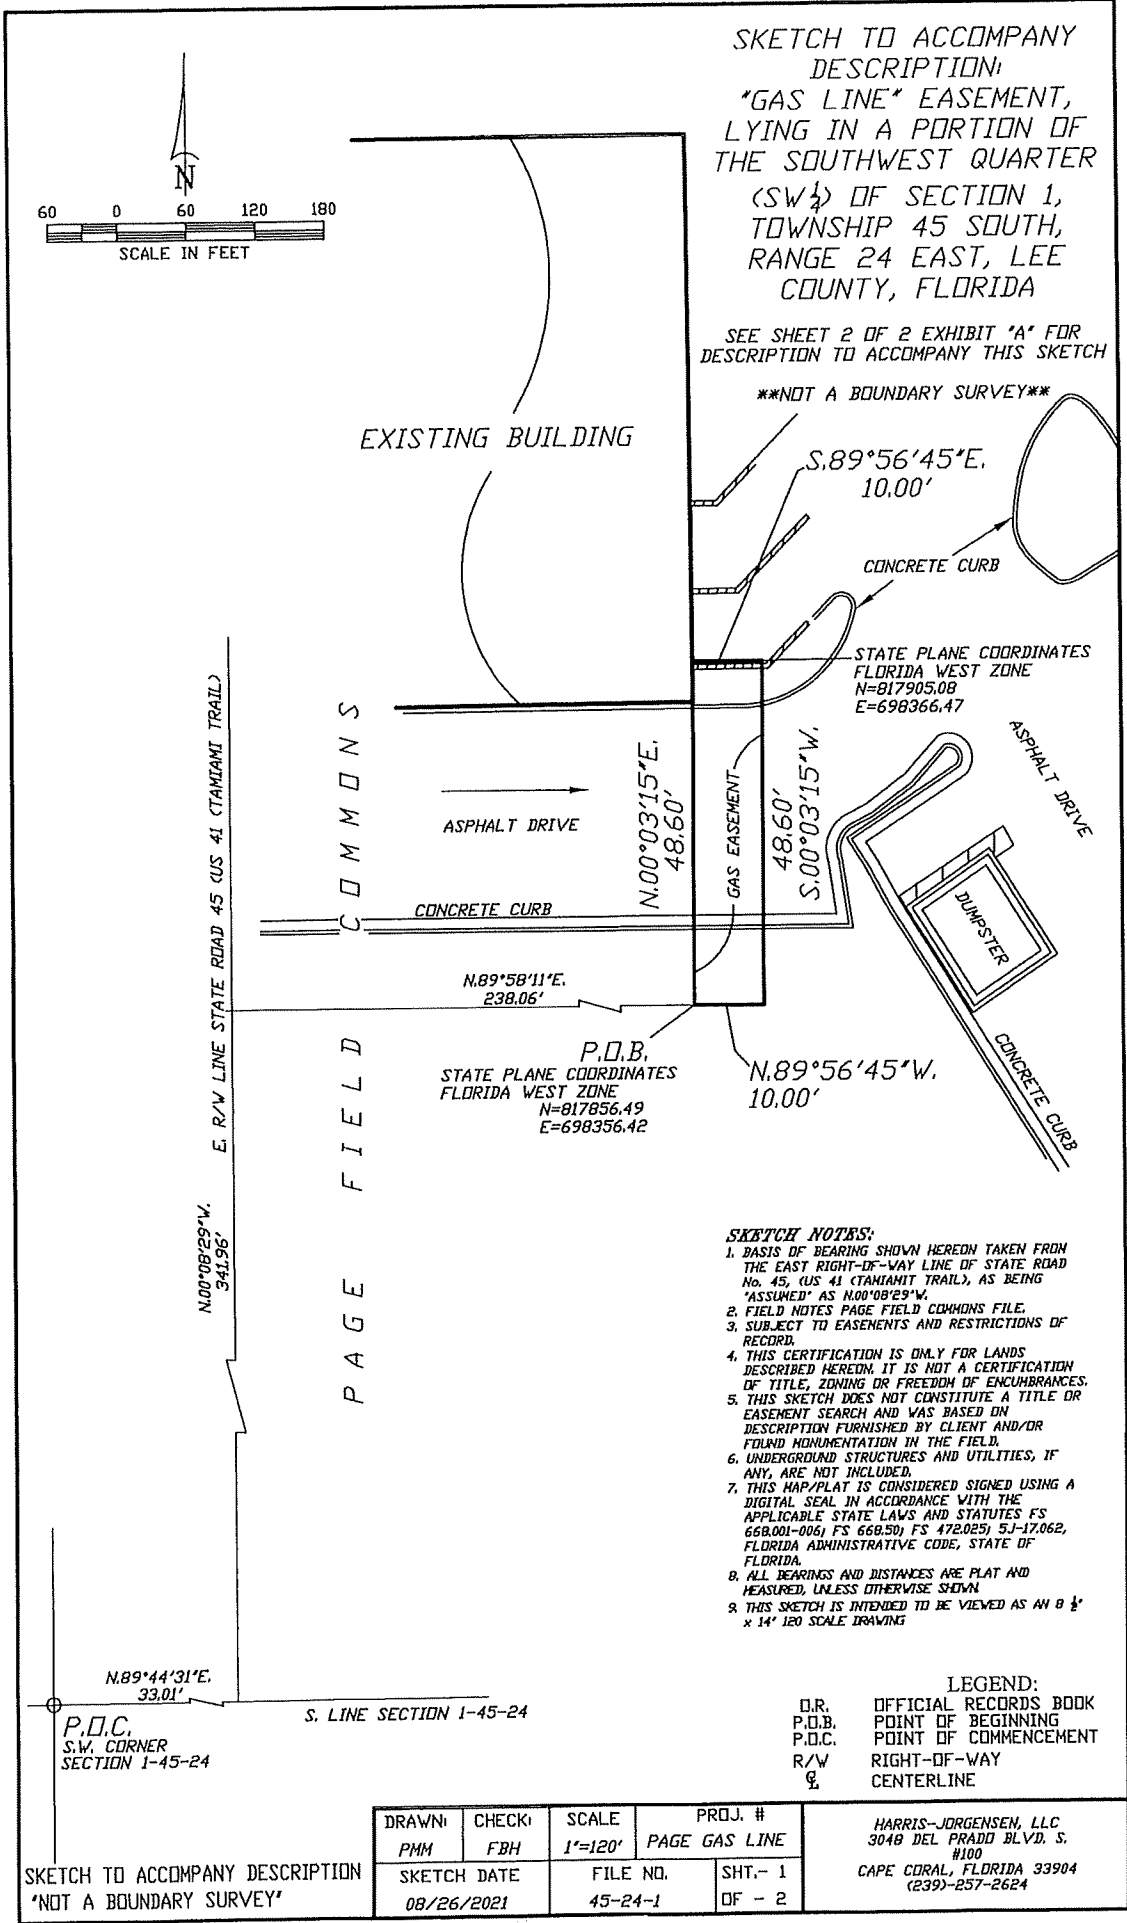 SKETCH TO ACCOMPANY
DESCRIPTION:
"GAS LINE" EASEMENT,
LYING IN A PORTION OF
THE SOUTHWEST QUARTER
(SW 1/4) OF SECTION 1,
TOWNSHIP 45 SOUTH,
RANGE 24 EAST, LEE
COUNTY, FLORIDA
SEE SHEET 2 OF 2 EXHIBIT "A" FOR
DESCRIPTION TO ACCOMPANY THIS SKETCH
**NOT A BOUNDARY SURVEY**
N
60 0 60 120 180
SCALE IN FEET
EXISTING BUILDING
S.89°56'45"E.
10.00'
CONCRETE CURB
STATE PLANE COORDINATES
FLORIDA WEST ZONE
N=817905.08
E=698366.47
ASPHALT DRIVE
E. R/W LINE STATE ROAD 45 (US 41 (TAMIAMI TRAIL)
PAGE FIELD COMMONS
ASPHALT DRIVE
N.00°03'15"E.
48.60'
GAS EASEMENT
48.60'
S.00°03'15"W.
CONCRETE CURB
DUMPSTER
N.89°58'11"E.
238.06'
P.O.B.
STATE PLANE COORDINATES
FLORIDA WEST ZONE
N=817856.49
E=698356.42
N.89°56'45"W.
10.00'
CONCRETE CURB
N.00°08'29"W.
341.96'
SKETCH NOTES:
1. BASIS OF BEARING SHOWN HEREON TAKEN FROM
THE EAST RIGHT-OF-WAY LINE OF STATE ROAD
No. 45, (US 41 (TAMIAMIT TRAIL), AS BEING
"ASSUMED" AS N.00°08'29"W.
2. FIELD NOTES PAGE FIELD COMMONS FILE.
3. SUBJECT TO EASEMENTS AND RESTRICTIONS OF
RECORD.
4. THIS CERTIFICATION IS ONLY FOR LANDS
DESCRIBED HEREON. IT IS NOT A CERTIFICATION
OF TITLE, ZONING OR FREEDOM OF ENCUMBRANCES.
5. THIS SKETCH DOES NOT CONSTITUTE A TITLE OR
EASEMENT SEARCH AND WAS BASED ON
DESCRIPTION FURNISHED BY CLIENT AND/OR
FOUND MONUMENTATION IN THE FIELD.
6. UNDERGROUND STRUCTURES AND UTILITIES, IF
ANY, ARE NOT INCLUDED.
7. THIS MAP/PLAT IS CONSIDERED SIGNED USING A
DIGITAL SEAL IN ACCORDANCE WITH THE
APPLICABLE STATE LAWS AND STATUTES FS
668.001-006; FS 668.50; FS 472.025; 5J-17.062,
FLORIDA ADMINISTRATIVE CODE, STATE OF
FLORIDA.
8. ALL BEARINGS AND DISTANCES ARE PLAT AND
MEASURED, UNLESS OTHERWISE SHOWN
9. THIS SKETCH IS INTENDED TO BE VIEWED AS AN 8 1/2"
x 14" 120 SCALE DRAWING
N.89°44'31"E.
33.01'
P.O.C.
S.W. CORNER
SECTION 1-45-24
S. LINE SECTION 1-45-24
LEGEND:
O.R. OFFICIAL RECORDS BOOK
P.O.B. POINT OF BEGINNING
P.O.C. POINT OF COMMENCEMENT
R/W RIGHT-OF-WAY
℄ CENTERLINE
SKETCH TO ACCOMPANY DESCRIPTION
"NOT A BOUNDARY SURVEY"
DRAWN: CHECK: SCALE PROJ. #
PMM FBH 1"=120' PAGE GAS LINE
SKETCH DATE FILE NO. SHT.- 1
08/26/2021 45-24-1 OF - 2
HARRIS-JORGENSEN, LLC
3048 DEL PRADO BLVD. S.
#100
CAPE CORAL, FLORIDA 33904
(239)-257-2624